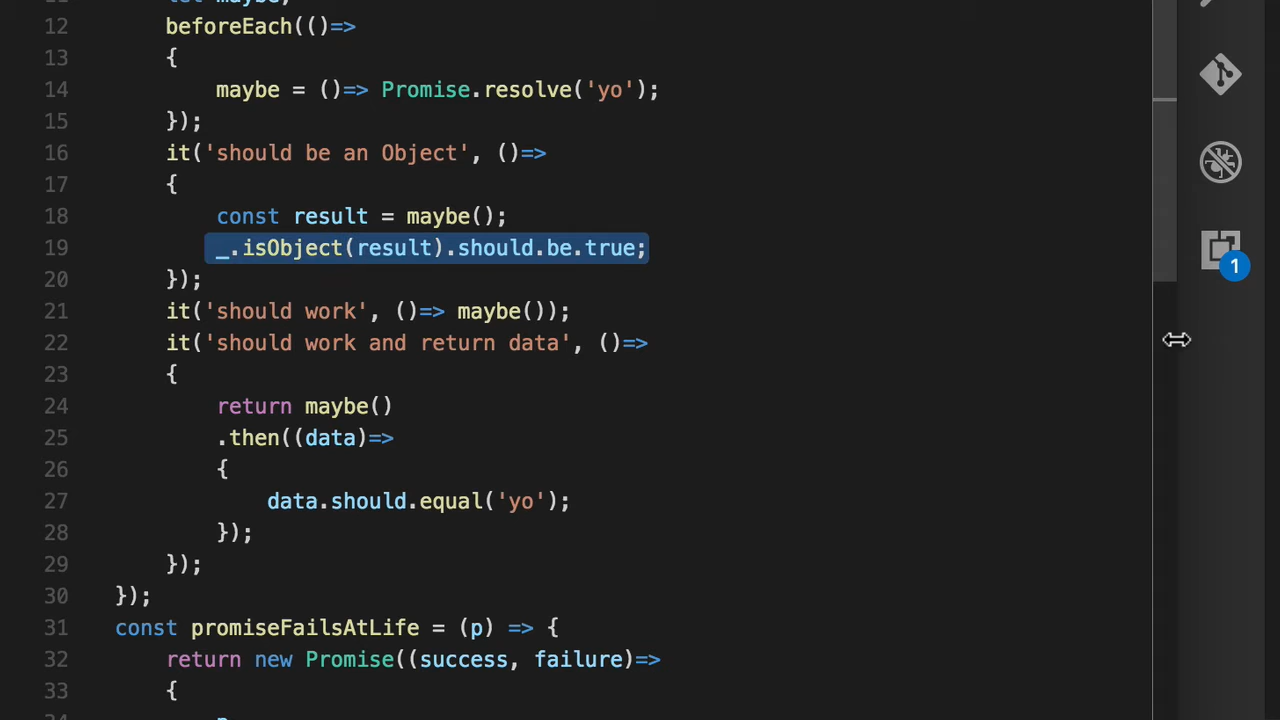 12 beforeEach(()=>
13 {
14 maybe = ()=> Promise.resolve('yo');
15 });
16 it('should be an Object', ()=>
17 {
18 const result = maybe();
19 _.isObject(result).should.be.true;
20 });
21 it('should work', ()=> maybe());
22 it('should work and return data', ()=>
23 {
24 return maybe()
25 .then((data)=>
26 {
27 data.should.equal('yo');
28 });
29 });
30 });
31 const promiseFailsAtLife = (p) => {
32 return new Promise((success, failure)=>
33 {
1